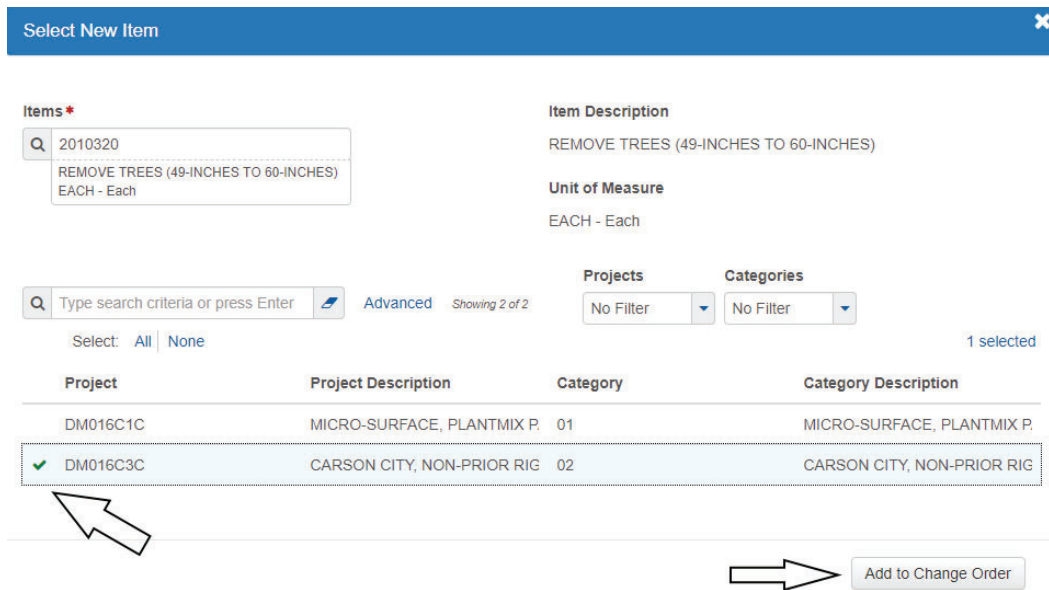 Select New Item
Items*
2010320
REMOVE TREES (49-INCHES TO 60-INCHES)
EACH - Each
Item Description
REMOVE TREES (49-INCHES TO 60-INCHES)
Unit of Measure
EACH - Each
Projects Categories
Type search criteria or press Enter Advanced Showing 2 of 2 No Filter No Filter
Select: All None 1 selected
Project Project Description Category Category Description
DM016C1C MICRO-SURFACE, PLANTMIX P. 01 MICRO-SURFACE, PLANTMIX P.
DM016C3C CARSON CITY, NON-PRIOR RIG 02 CARSON CITY, NON-PRIOR RIG
Add to Change Order